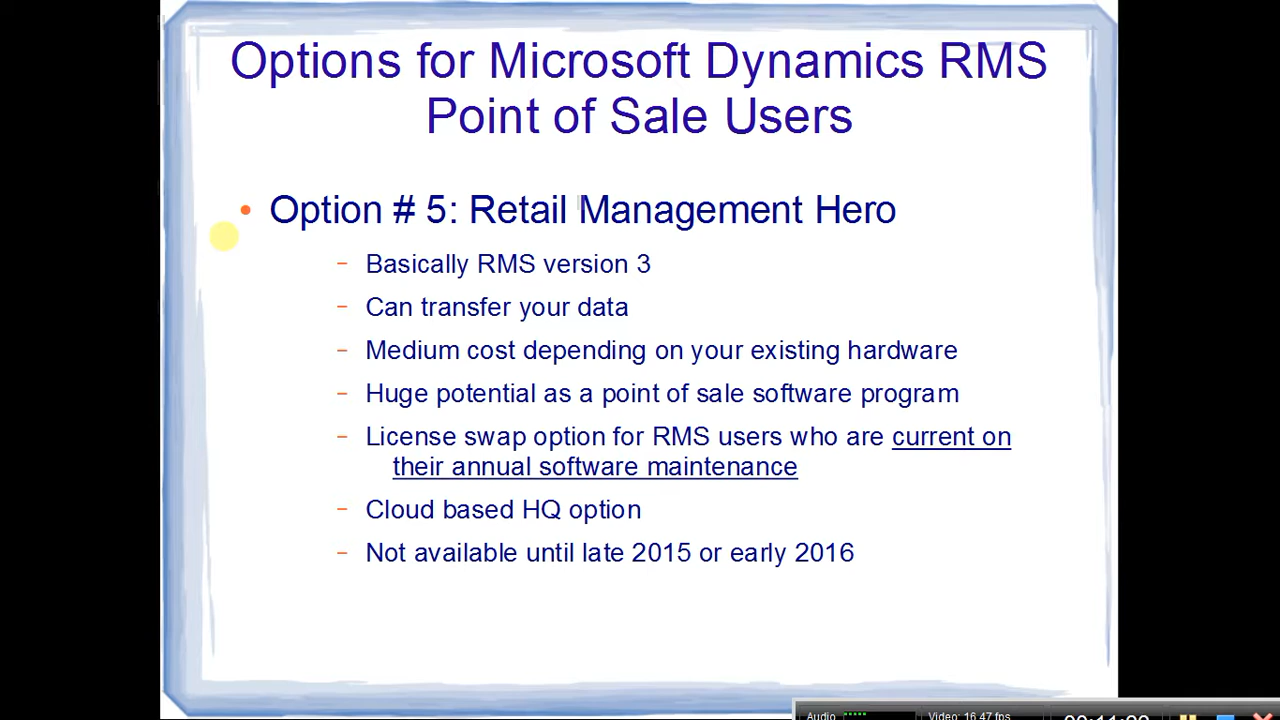 Options for Microsoft Dynamics RMS
Point of Sale Users
• Option # 5: Retail Management Hero
– Basically RMS version 3
– Can transfer your data
– Medium cost depending on your existing hardware
– Huge potential as a point of sale software program
– License swap option for RMS users who are current on
their annual software maintenance
– Cloud based HQ option
– Not available until late 2015 or early 2016
Audio Video: 16.47 fps